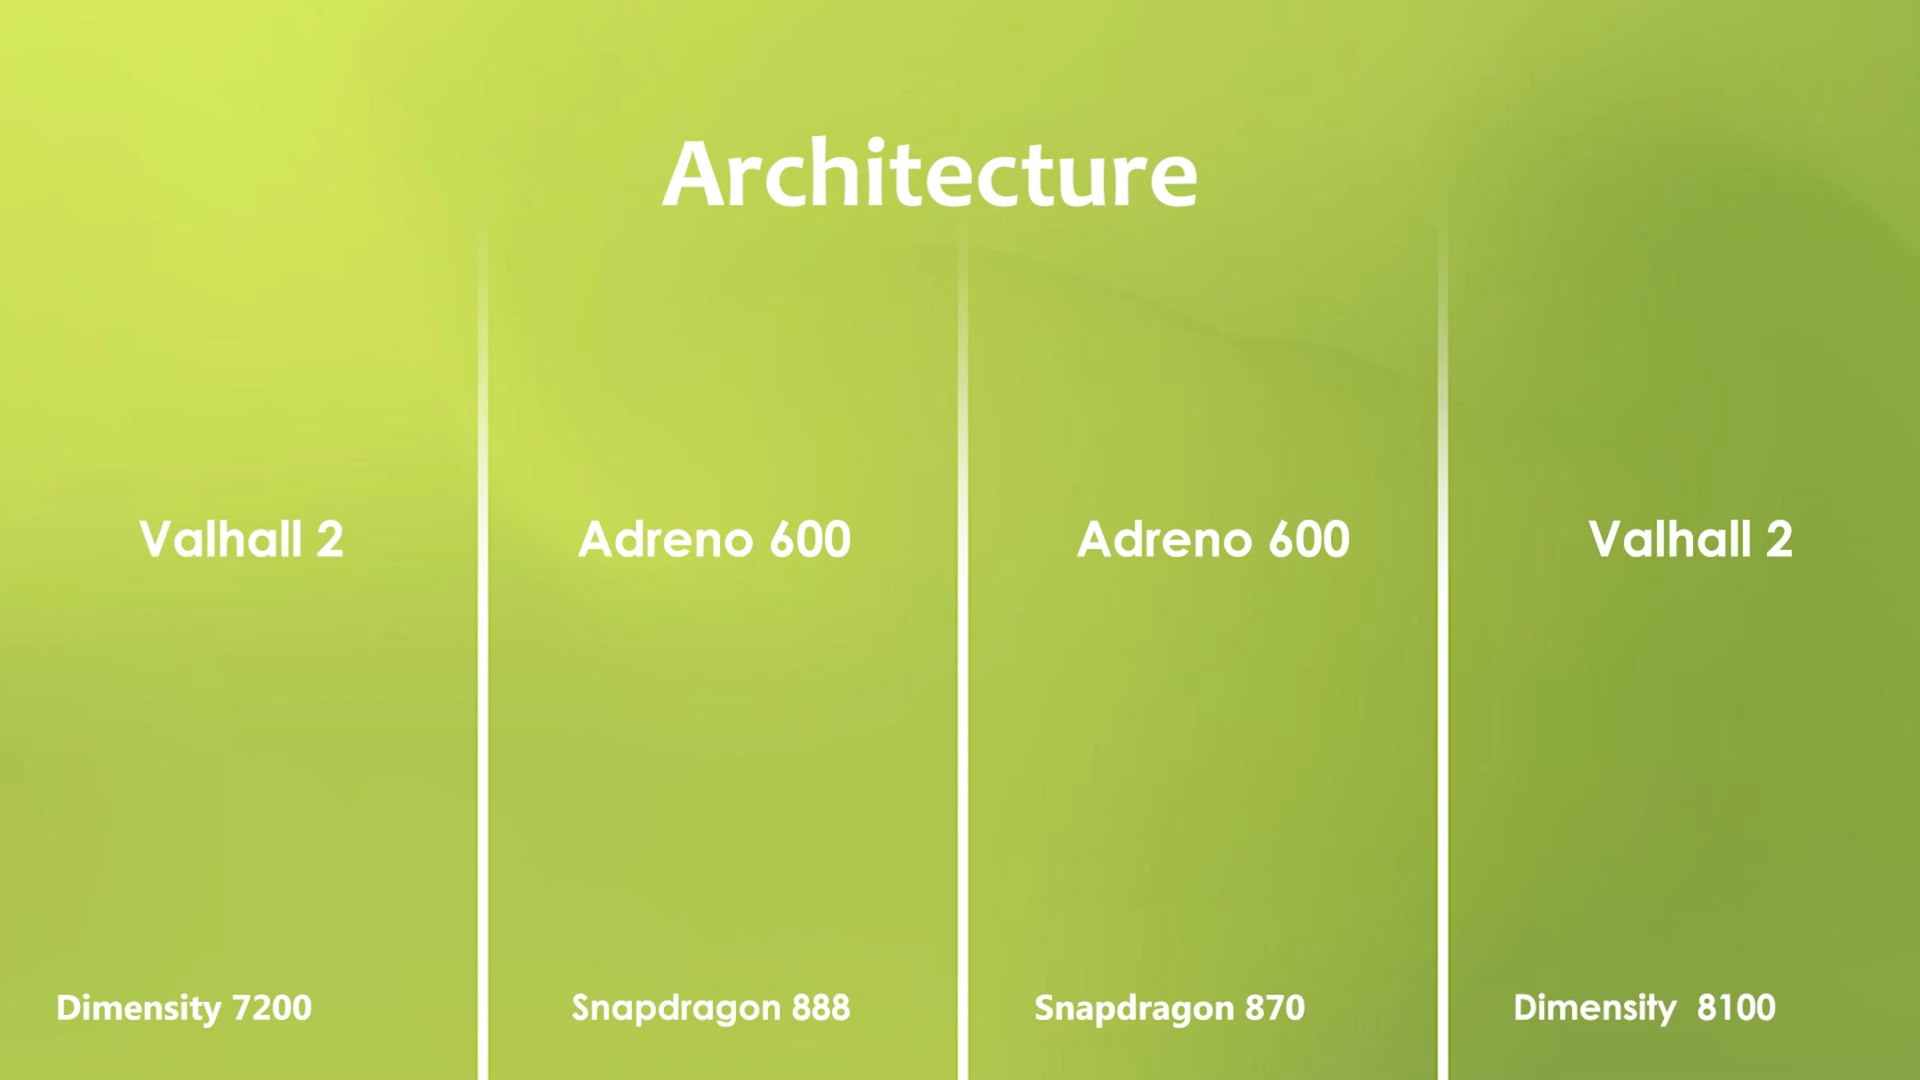 Architecture
Valhall 2
Adreno 600
Adreno 600
Valhall 2
Dimensity 7200
Snapdragon 888
Snapdragon 870
Dimensity 8100